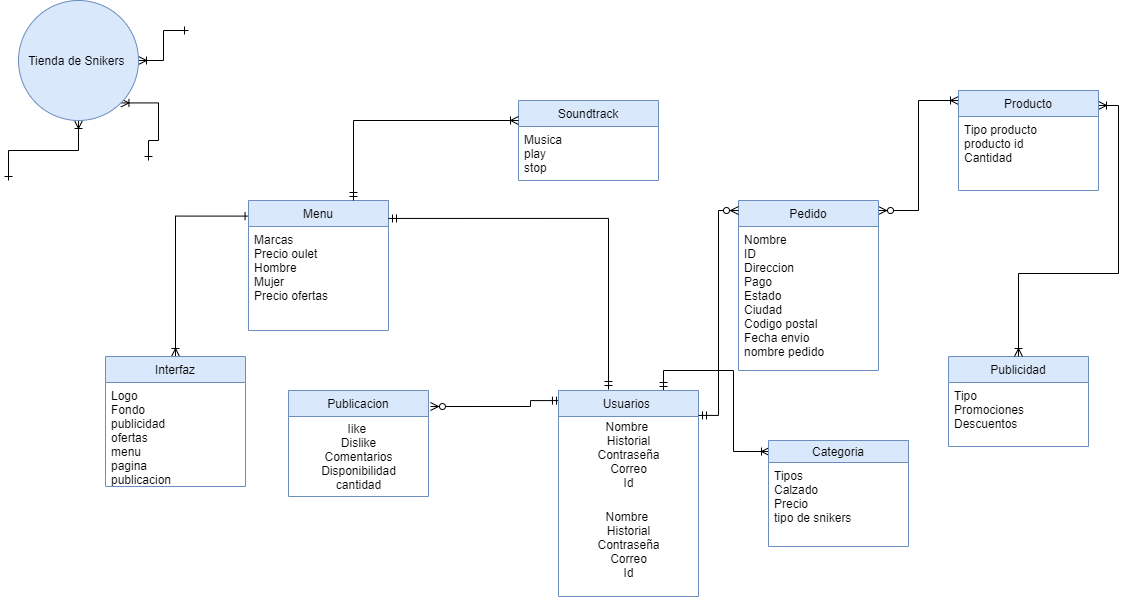 Tienda de Snikers
Soundtrack
Musica
play
stop
Producto
Tipo producto
producto id
Cantidad
Menu
Marcas
Precio oulet
Hombre
Mujer
Precio ofertas
Pedido
Nombre
ID
Direccion
Pago
Estado
Ciudad
Codigo postal
Fecha envio
nombre pedido
Interfaz
Logo
Fondo
publicidad
ofertas
menu
pagina
publicacion
Publicacion
like
Dislike
Comentarios
Disponibilidad
cantidad
Usuarios
Nombre
Historial
Contraseña
Correo
Id
Nombre
Historial
Contraseña
Correo
Id
Categoria
Tipos
Calzado
Precio
tipo de snikers
Publicidad
Tipo
Promociones
Descuentos